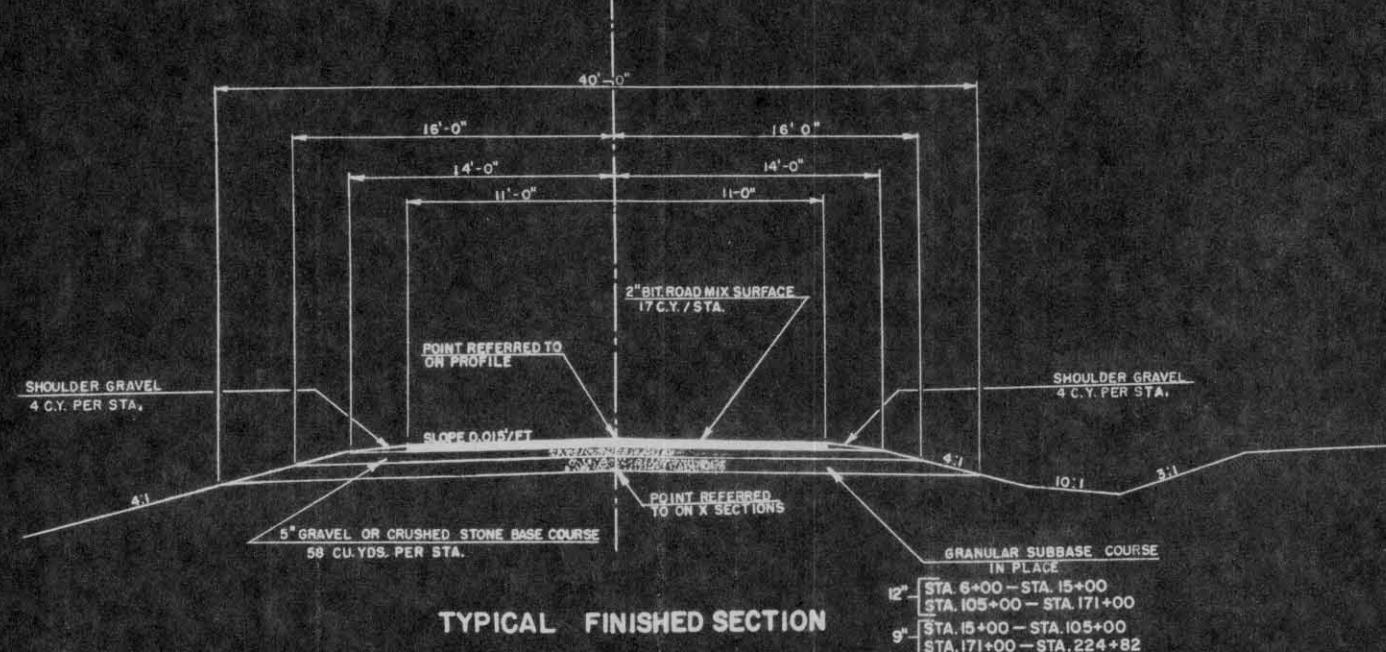 40'-0"
16'-0"
16'0"
14'-0"
14'-0"
11'-0"
11-0"
2" BIT. ROAD MIX SURFACE
17 C.Y. / STA.
POINT REFERRED TO
ON PROFILE
SHOULDER GRAVEL
4 C.Y. PER STA.
SHOULDER GRAVEL
4 C.Y. PER STA.
SLOPE 0.015'/FT
4:1
4:1
10:1
3:1
POINT REFERRED
TO ON X SECTIONS
5" GRAVEL OR CRUSHED STONE BASE COURSE
58 CU. YDS. PER STA.
GRANULAR SUBBASE COURSE
IN PLACE
12" STA. 6+00 — STA. 15+00
STA. 105+00 — STA. 171+00
9" STA. 15+00 — STA. 105+00
STA. 171+00 — STA. 224+82
TYPICAL FINISHED SECTION